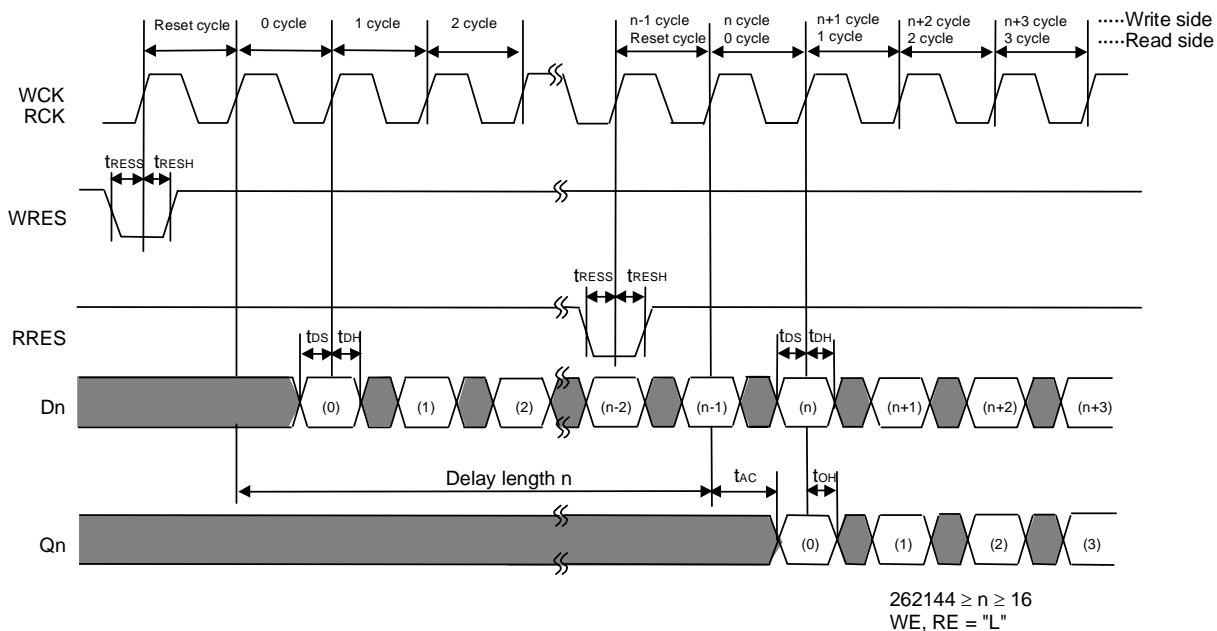 Reset cycle 0 cycle 1 cycle 2 cycle n-1 cycle n cycle n+1 cycle n+2 cycle n+3 cycle .....Write side
Reset cycle 0 cycle 1 cycle 2 cycle 3 cycle .....Read side
WCK
RCK
tRESS tRESH
WRES
tRESS tRESH
RRES
tDS tDH tDS tDH
Dn (0) (1) (2) (n-2) (n-1) (n) (n+1) (n+2) (n+3)
Delay length n tAC tOH
Qn (0) (1) (2) (3)
262144 ≥ n ≥ 16
WE, RE = "L"